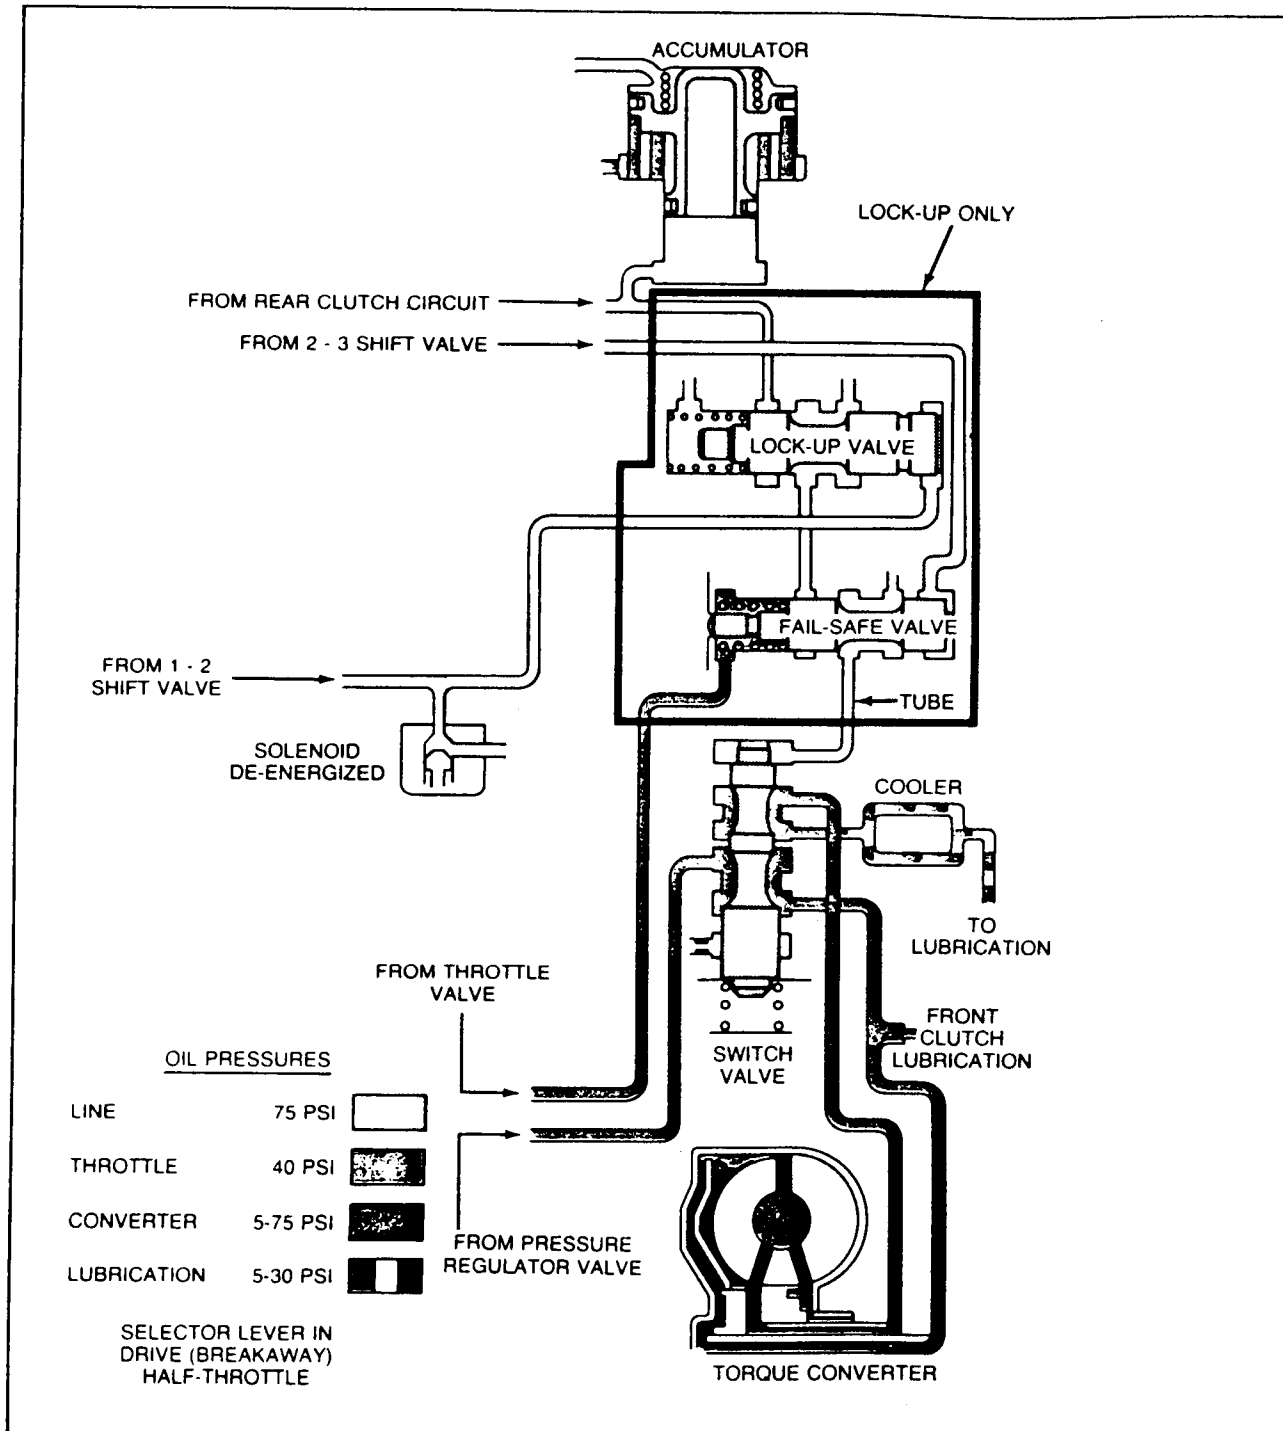 ACCUMULATOR
LOCK-UP ONLY
FROM REAR CLUTCH CIRCUIT
FROM 2 - 3 SHIFT VALVE
LOCK-UP VALVE
FAIL-SAFE VALVE
FROM 1 - 2
SHIFT VALVE
TUBE
SOLENOID
DE-ENERGIZED
COOLER
TO
LUBRICATION
FROM THROTTLE
VALVE
FRONT
CLUTCH
LUBRICATION
SWITCH
VALVE
OIL PRESSURES
LINE 75 PSI
THROTTLE 40 PSI
CONVERTER 5-75 PSI
LUBRICATION 5-30 PSI
FROM PRESSURE
REGULATOR VALVE
SELECTOR LEVER IN
DRIVE (BREAKAWAY)
HALF-THROTTLE
TORQUE CONVERTER